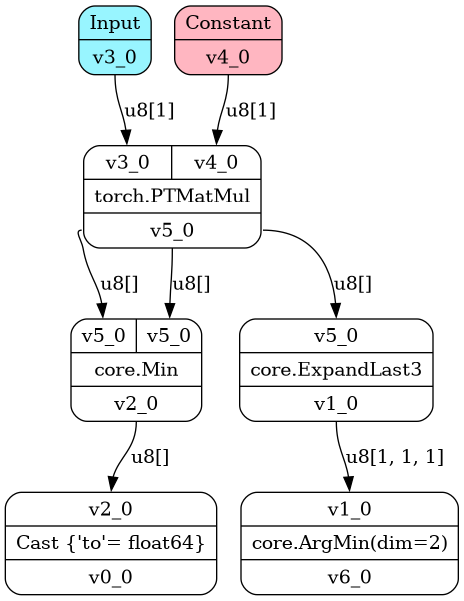 Input
v3_0
Constant
v4_0
u8[1]
u8[1]
v3_0
v4_0
torch.PTMatMul
v5_0
u8[]
u8[]
u8[]
v5_0
v5_0
core.Min
v2_0
v5_0
core.ExpandLast3
v1_0
u8[]
u8[1, 1, 1]
v2_0
Cast {'to'= float64}
v0_0
v1_0
core.ArgMin(dim=2)
v6_0